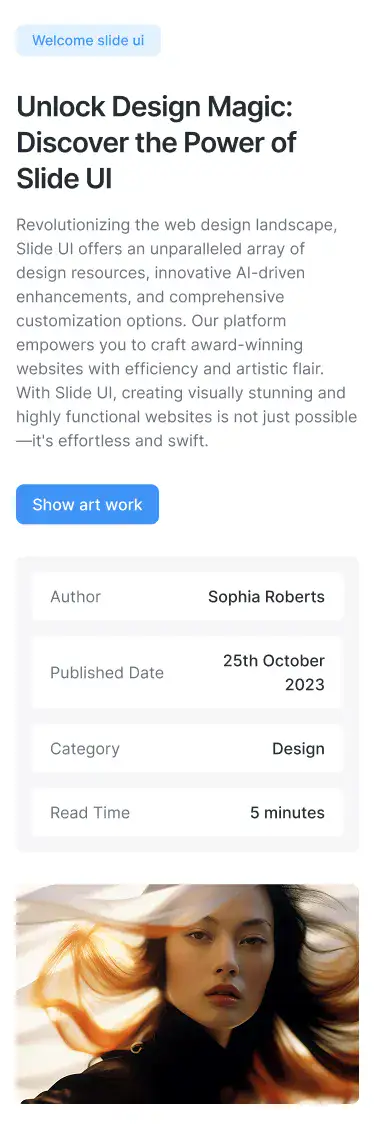 Welcome slide ui
Unlock Design Magic:
Discover the Power of
Slide UI
Revolutionizing the web design landscape,
Slide UI offers an unparalleled array of
design resources, innovative AI-driven
enhancements, and comprehensive
customization options. Our platform
empowers you to craft award-winning
websites with efficiency and artistic flair.
With Slide UI, creating visually stunning and
highly functional websites is not just possible
—it's effortless and swift.
Show art work
Author Sophia Roberts
Published Date 25th October
2023
Category Design
Read Time 5 minutes